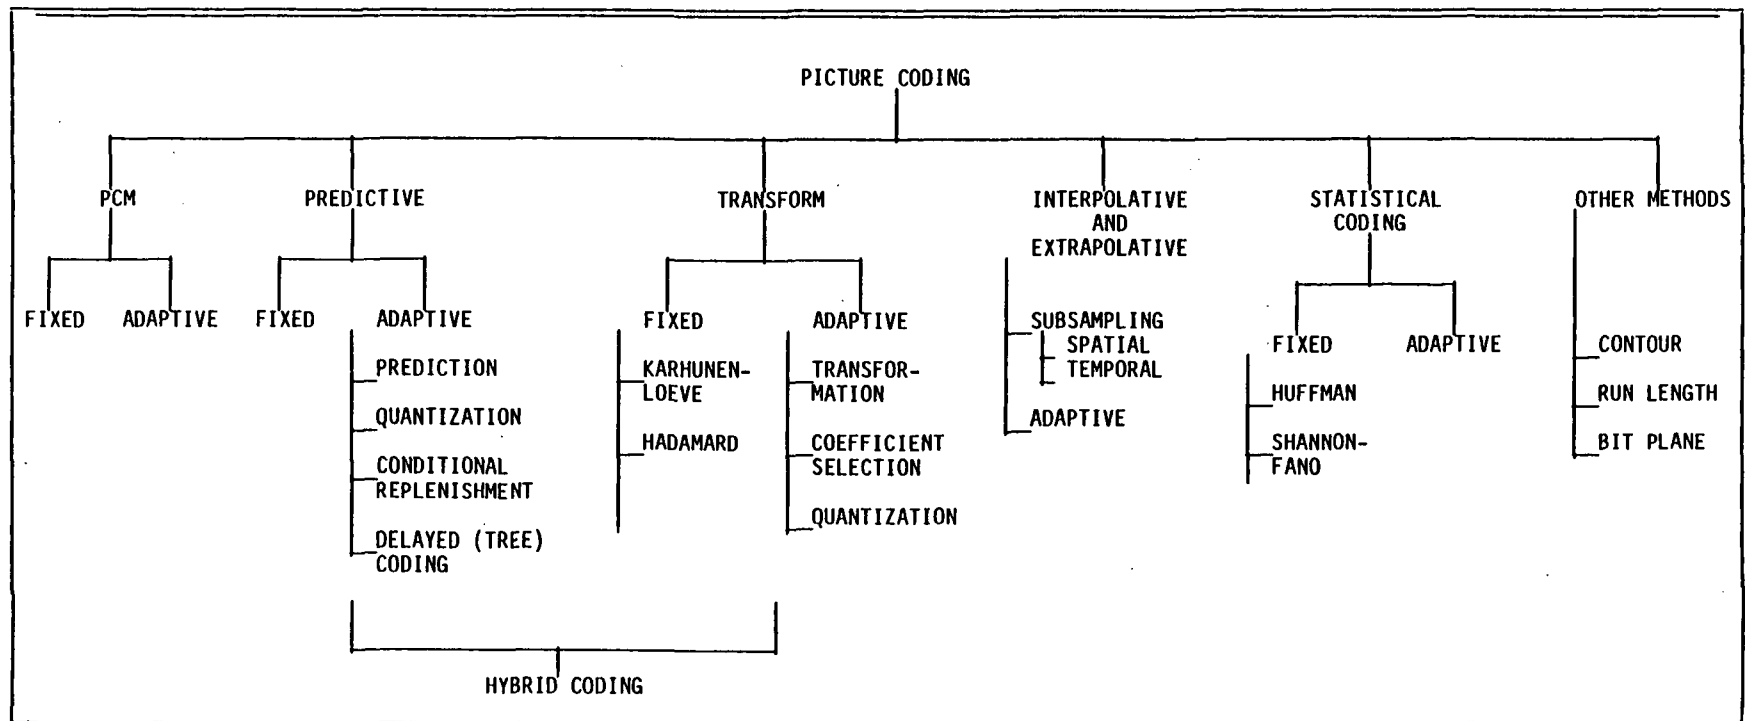 PICTURE CODING
PCM
PREDICTIVE
TRANSFORM
INTERPOLATIVE
AND
EXTRAPOLATIVE
STATISTICAL
CODING
OTHER METHODS
FIXED
ADAPTIVE
FIXED
ADAPTIVE
PREDICTION
QUANTIZATION
CONDITIONAL
REPLENISHMENT
DELAYED (TREE)
CODING
FIXED
KARHUNEN-
LOEVE
HADAMARD
ADAPTIVE
TRANSFOR-
MATION
COEFFICIENT
SELECTION
QUANTIZATION
SUBSAMPLING
SPATIAL
TEMPORAL
ADAPTIVE
FIXED
HUFFMAN
SHANNON-
FANO
ADAPTIVE
CONTOUR
RUN LENGTH
BIT PLANE
HYBRID CODING